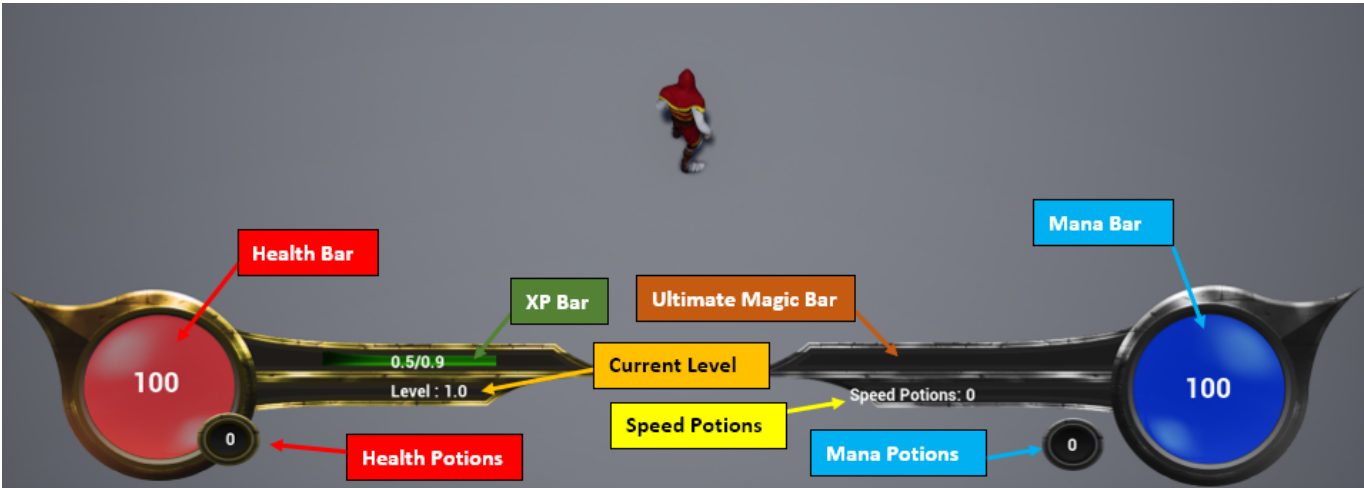 Mana Bar
Health Bar
XP Bar
Ultimate Magic Bar
0.5/0.9
Current Level
100
100
Level : 1.0
Speed Potions: 0
Speed Potions
0
Health Potions
Mana Potions
0